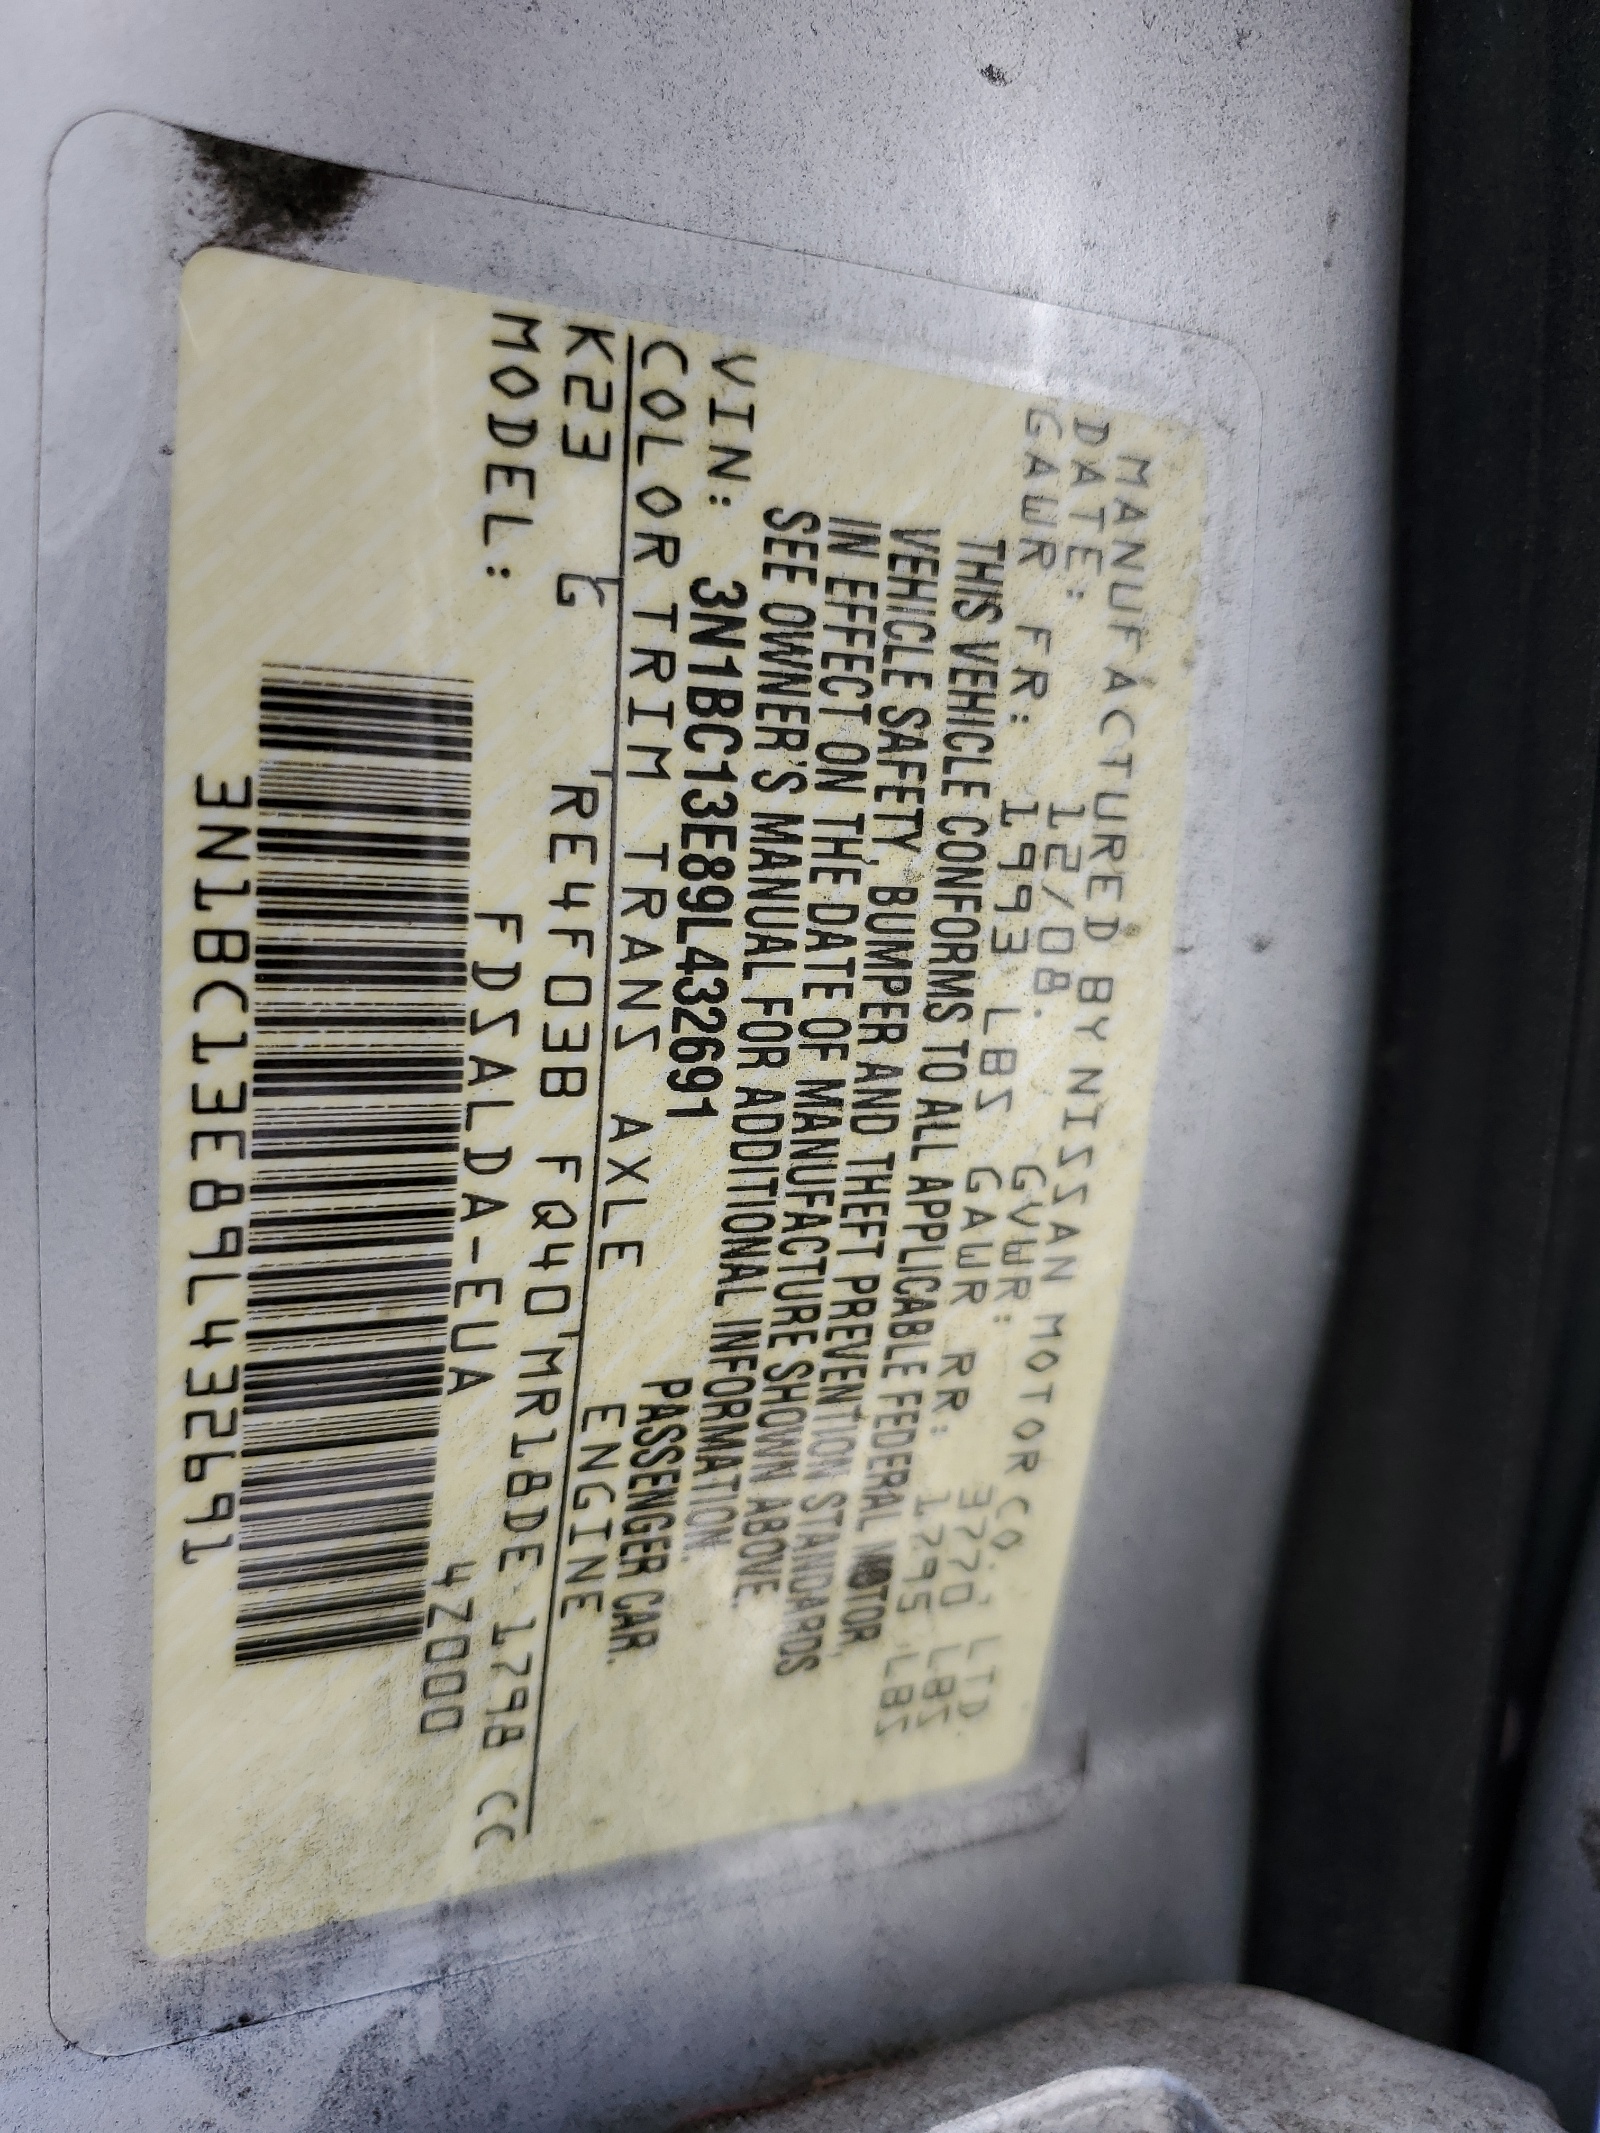 MANUFACTURED BY NISSAN MOTOR CO., LTD.
DATE: 12/08. GVWR: 3770 LBS
GAWR FR: 1993 LBS GAWR RR: 1795 LBS
THIS VEHICLE CONFORMS TO ALL APPLICABLE FEDERAL MOTOR
VEHICLE SAFETY, BUMPER AND THEFT PREVENTION STANDARDS
IN EFFECT ON THE DATE OF MANUFACTURE SHOWN ABOVE.
SEE OWNER'S MANUAL FOR ADDITIONAL INFORMATION.
VIN: 3N1BC13E89L432691 PASSENGER CAR.
COLOR TRIM TRANS AXLE ENGINE
K23 G RE4F03B FQ40 MR18DE 1798 CC
MODEL: FDSALDA-EUA 4Z000
3N1BC13E89L432691